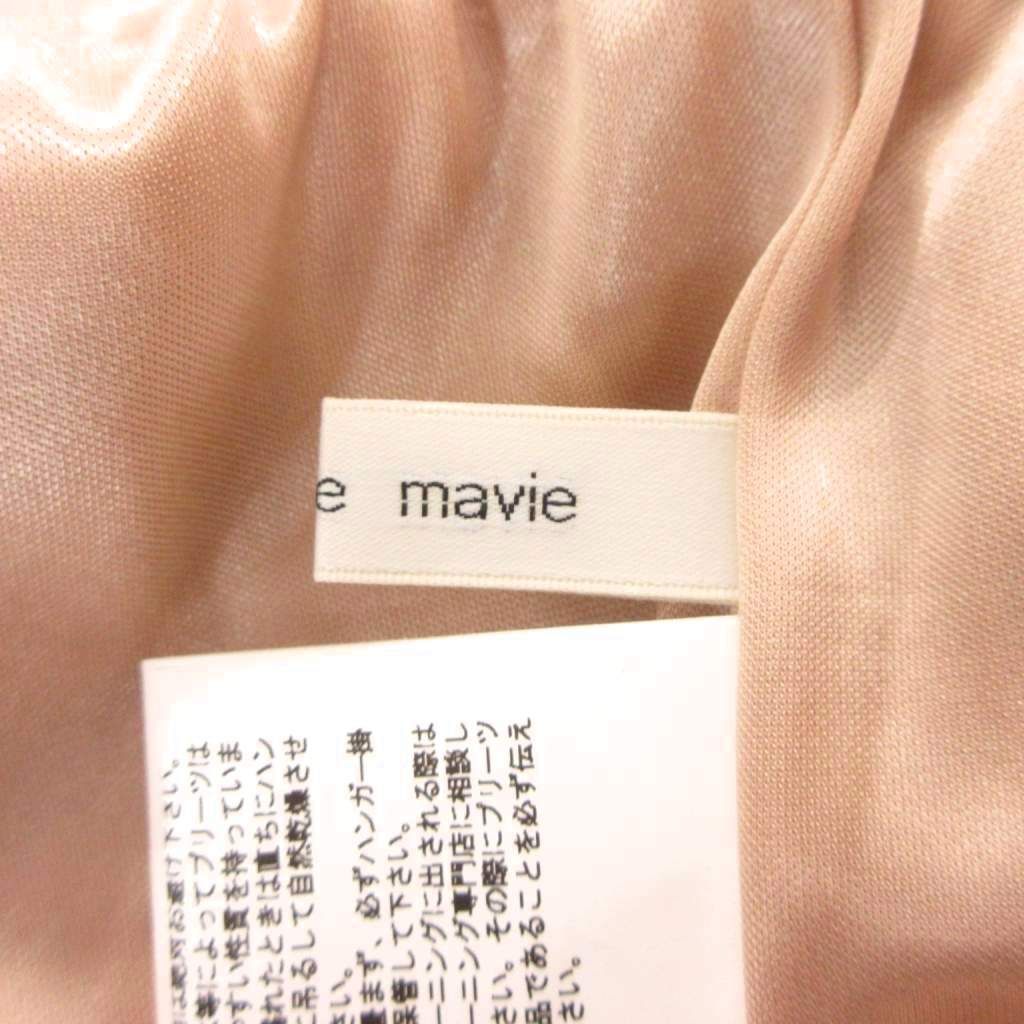 e mavie
は絶対お避け下さい。
等によってプリーツは
すい性質を持っていま
れたときは直ちにハン
に吊るして自然乾燥させ
さい。
畳まず、必ずハンガー掛
保管して下さい。
ーニングに出される際は
ーニング専門店に相談し
さい。その際にプリーツ
品であることを必ず伝え
さい。